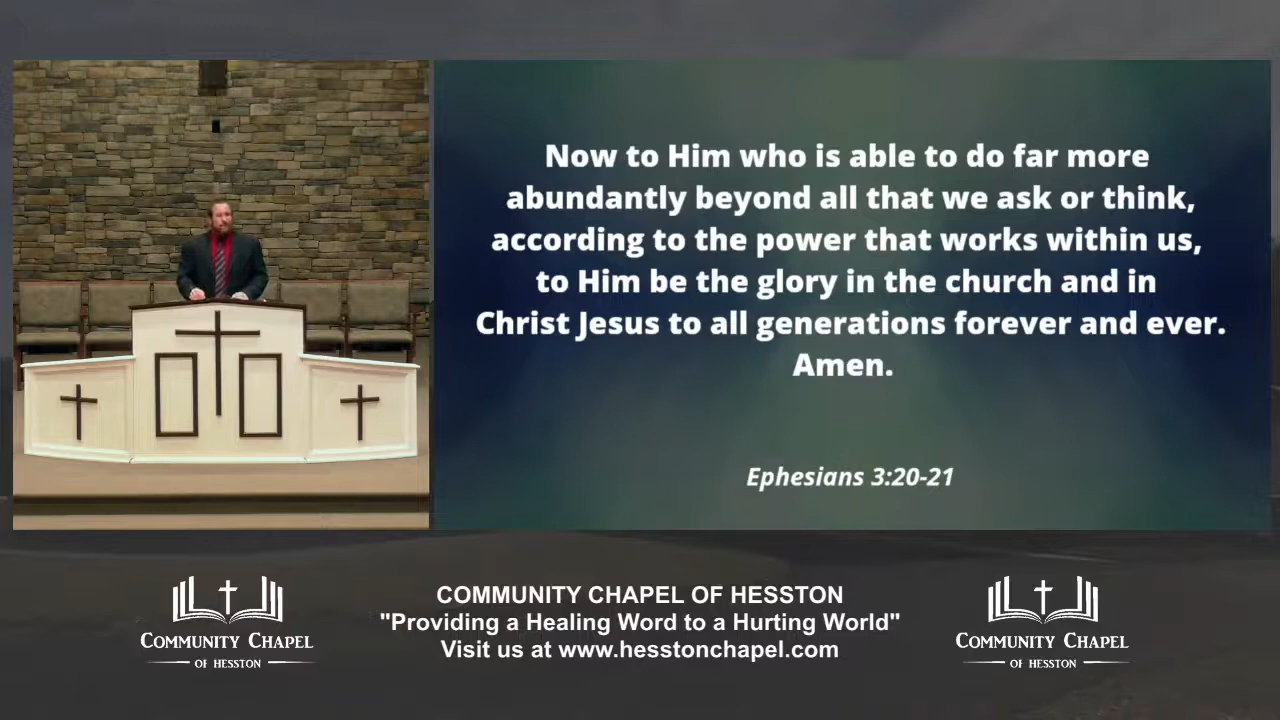 Now to Him who is able to do far more
abundantly beyond all that we ask or think,
according to the power that works within us,
to Him be the glory in the church and in
Christ Jesus to all generations forever and ever.
Amen.
Ephesians 3:20-21
COMMUNITY CHAPEL OF HESSTON
"Providing a Healing Word to a Hurting World"
Visit us at www.hesstonchapel.com
COMMUNITY CHAPEL
OF HESSTON
COMMUNITY CHAPEL
OF HESSTON